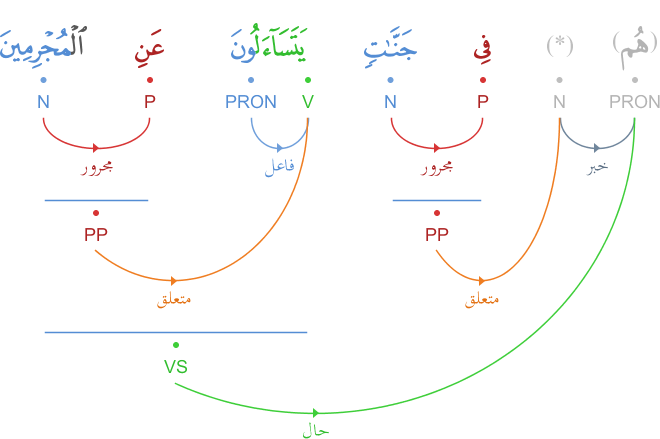 (هُم) (*) فِى جَنَّـٰتٍ يَتَسَآءَلُونَ عَنِ ٱلْمُجْرِمِينَ
PRON N P N V PRON P N
خبر مجرور فاعل مجرور
PP PP
متعلق متعلق
VS
حال